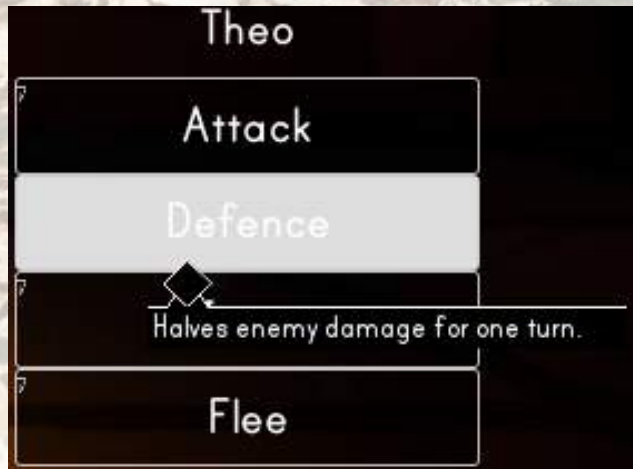 Theo
Attack
Defence
Halves enemy damage for one turn.
Flee